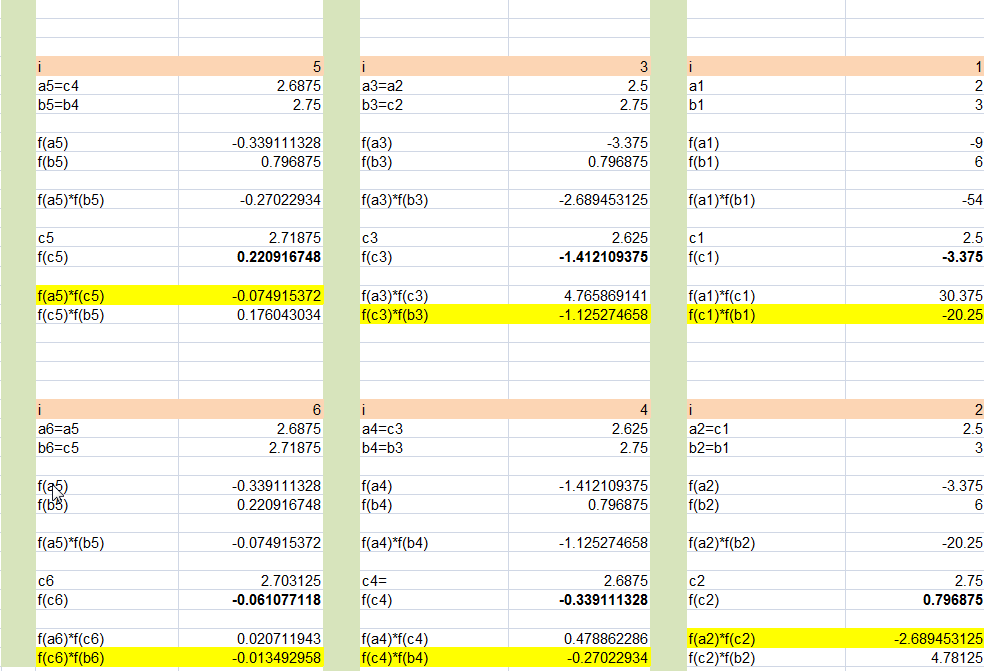 i 5
a5=c4 2.6875
b5=b4 2.75
f(a5) -0.339111328
f(b5) 0.796875
f(a5)*f(b5) -0.27022934
c5 2.71875
f(c5) 0.220916748
f(a5)*f(c5) -0.074915372
f(c5)*f(b5) 0.176043034
i 3
a3=a2 2.5
b3=c2 2.75
f(a3) -3.375
f(b3) 0.796875
f(a3)*f(b3) -2.689453125
c3 2.625
f(c3) -1.412109375
f(a3)*f(c3) 4.765869141
f(c3)*f(b3) -1.125274658
i 1
a1 2
b1 3
f(a1) -9
f(b1) 6
f(a1)*f(b1) -54
c1 2.5
f(c1) -3.375
f(a1)*f(c1) 30.375
f(c1)*f(b1) -20.25
i 6
a6=a5 2.6875
b6=c5 2.71875
f(a5) -0.339111328
f(b5) 0.220916748
f(a5)*f(b5) -0.074915372
c6 2.703125
f(c6) -0.061077118
f(a6)*f(c6) 0.020711943
f(c6)*f(b6) -0.013492958
i 4
a4=c3 2.625
b4=b3 2.75
f(a4) -1.412109375
f(b4) 0.796875
f(a4)*f(b4) -1.125274658
c4= 2.6875
f(c4) -0.339111328
f(a4)*f(c4) 0.478862286
f(c4)*f(b4) -0.27022934
i 2
a2=c1 2.5
b2=b1 3
f(a2) -3.375
f(b2) 6
f(a2)*f(b2) -20.25
c2 2.75
f(c2) 0.796875
f(a2)*f(c2) -2.689453125
f(c2)*f(b2) 4.78125